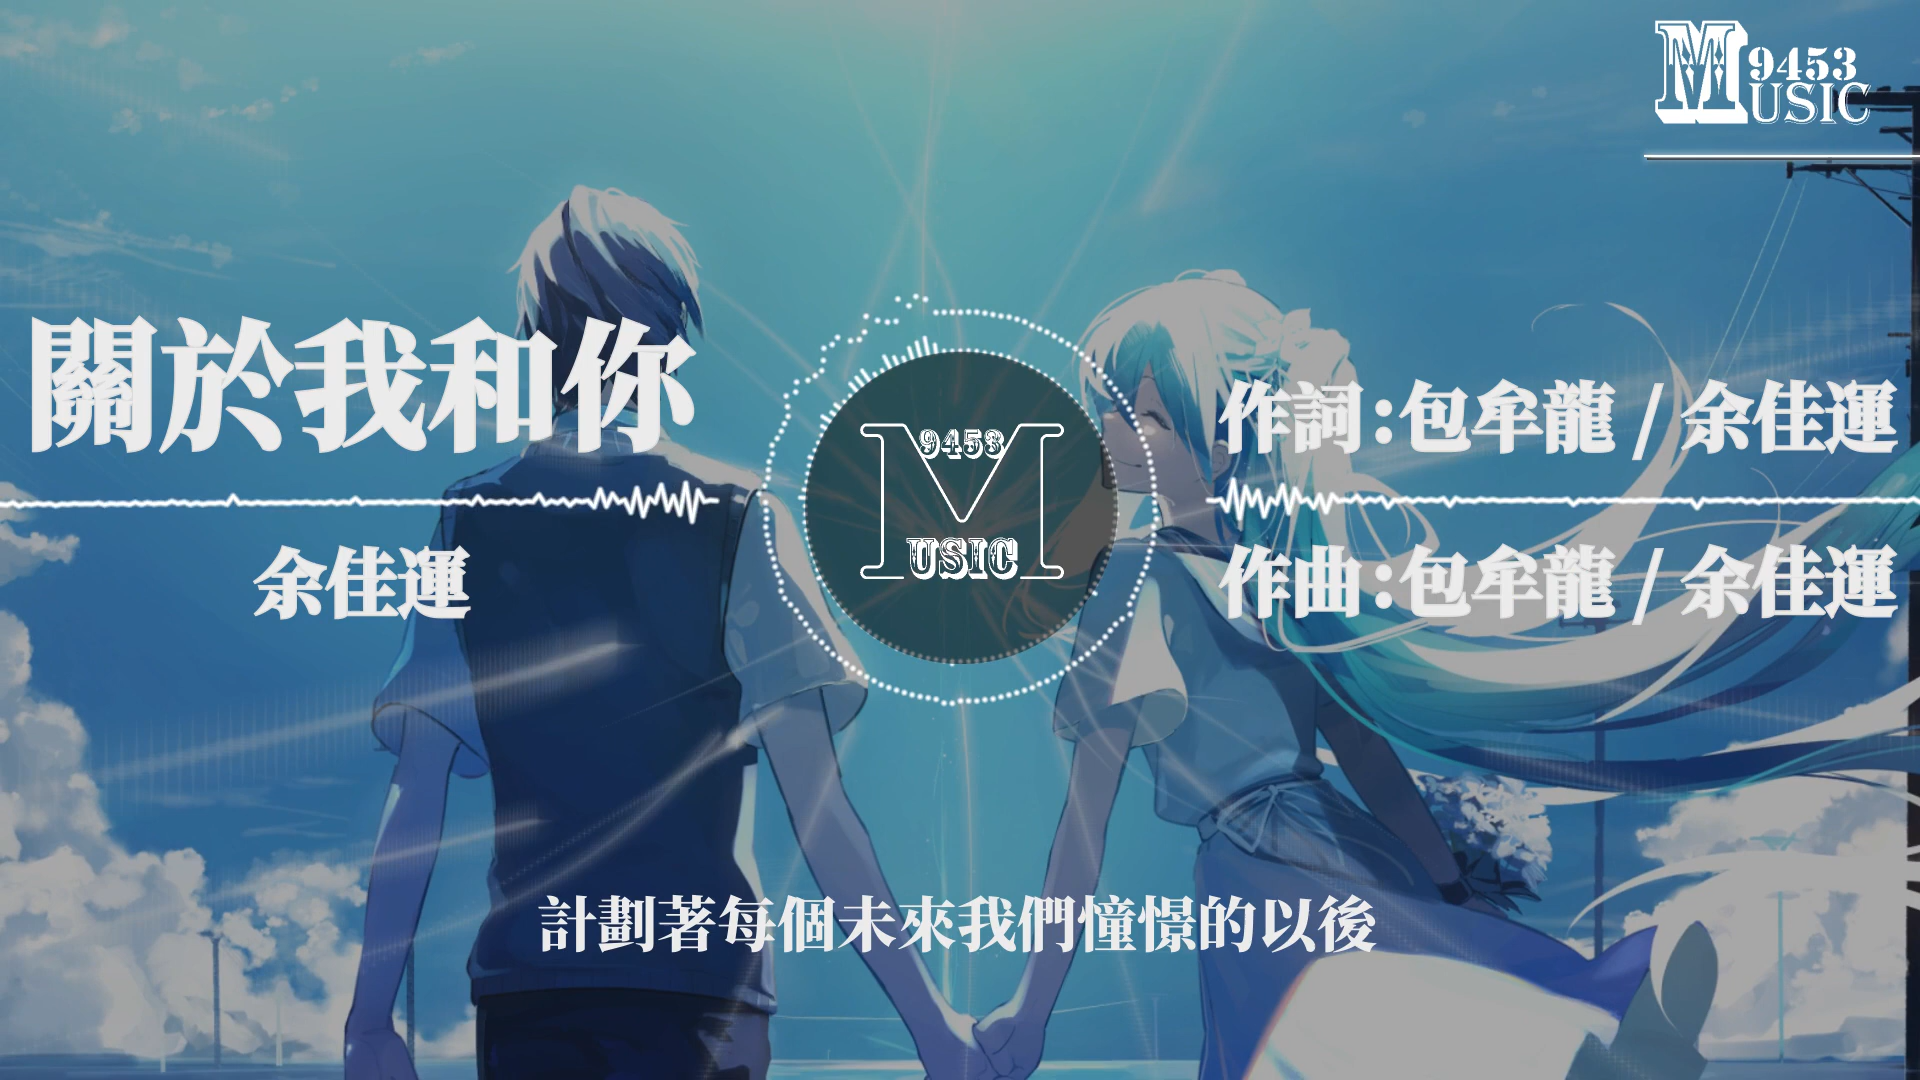 9453
MUSIC
關於我和你
余佳運
9453
MUSIC
作詞:包牟龍 / 余佳運
作曲:包牟龍 / 余佳運
計劃著每個未來我們憧憬的以後